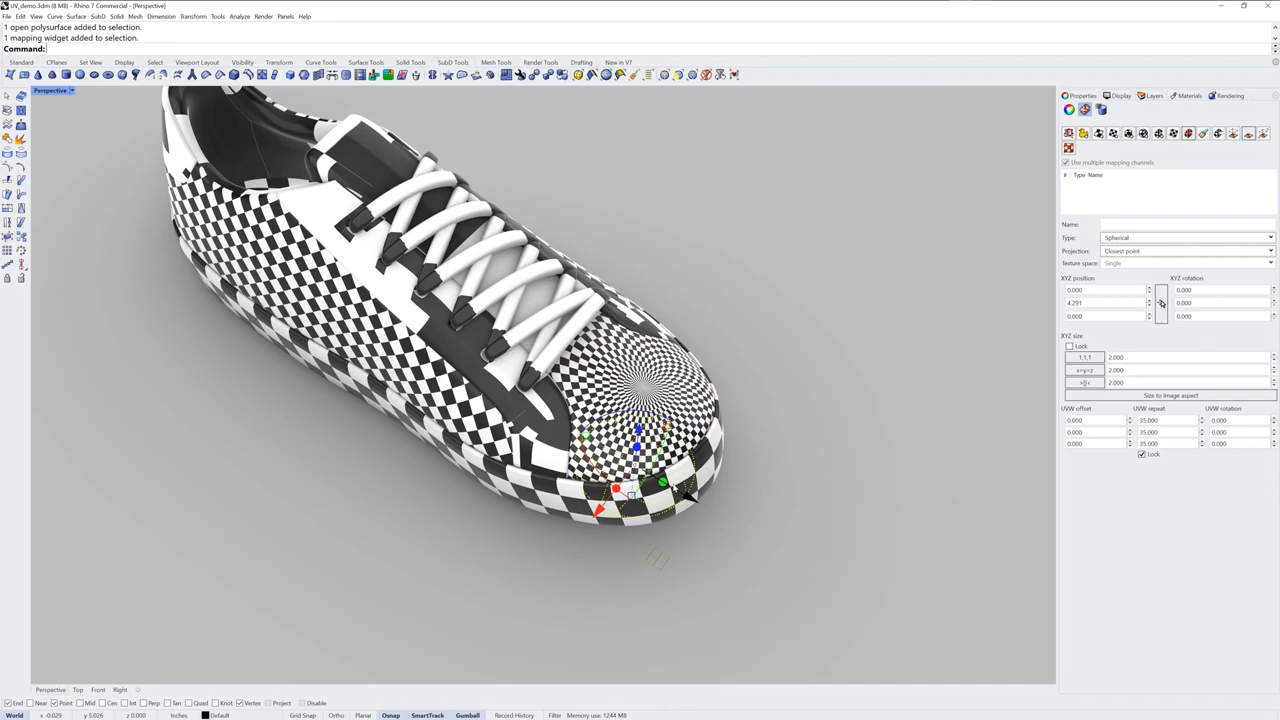 UV_demo.3dm (8 MB) - Rhino 7 Commercial - [Perspective]
File Edit View Curve Surface SubD Solid Mesh Dimension Transform Tools Analyze Render Panels Help
1 open polysurface added to selection.
1 mapping widget added to selection.
Command:
Standard CPlanes Set View Display Select Viewport Layout Visibility Transform Curve Tools Surface Tools Solid Tools SubD Tools Mesh Tools Render Tools Drafting New in V7
Perspective
Properties Display Layers Materials Rendering
Use multiple mapping channels
# Type Name
Name:
Type: Spherical
Projection: Closest point
Texture space: Single
XYZ position XYZ rotation
0.000 0.000
4.291 0.000
0.000 0.000
XYZ size
Lock
1,1,1 2.000
x=y=z 2.000
>][< 2.000
Size to image aspect
UVW offset UVW repeat UVW rotation
0.000 35.000 0.000
0.000 35.000 0.000
0.000 35.000 0.000
Lock
Perspective Top Front Right
End Near Point Mid Cen Int Perp Tan Quad Knot Vertex Project Disable
World x -0.029 y 5.026 z 0.000 Inches Default Grid Snap Ortho Planar Osnap SmartTrack Gumball Record History Filter Memory use: 1244 MB